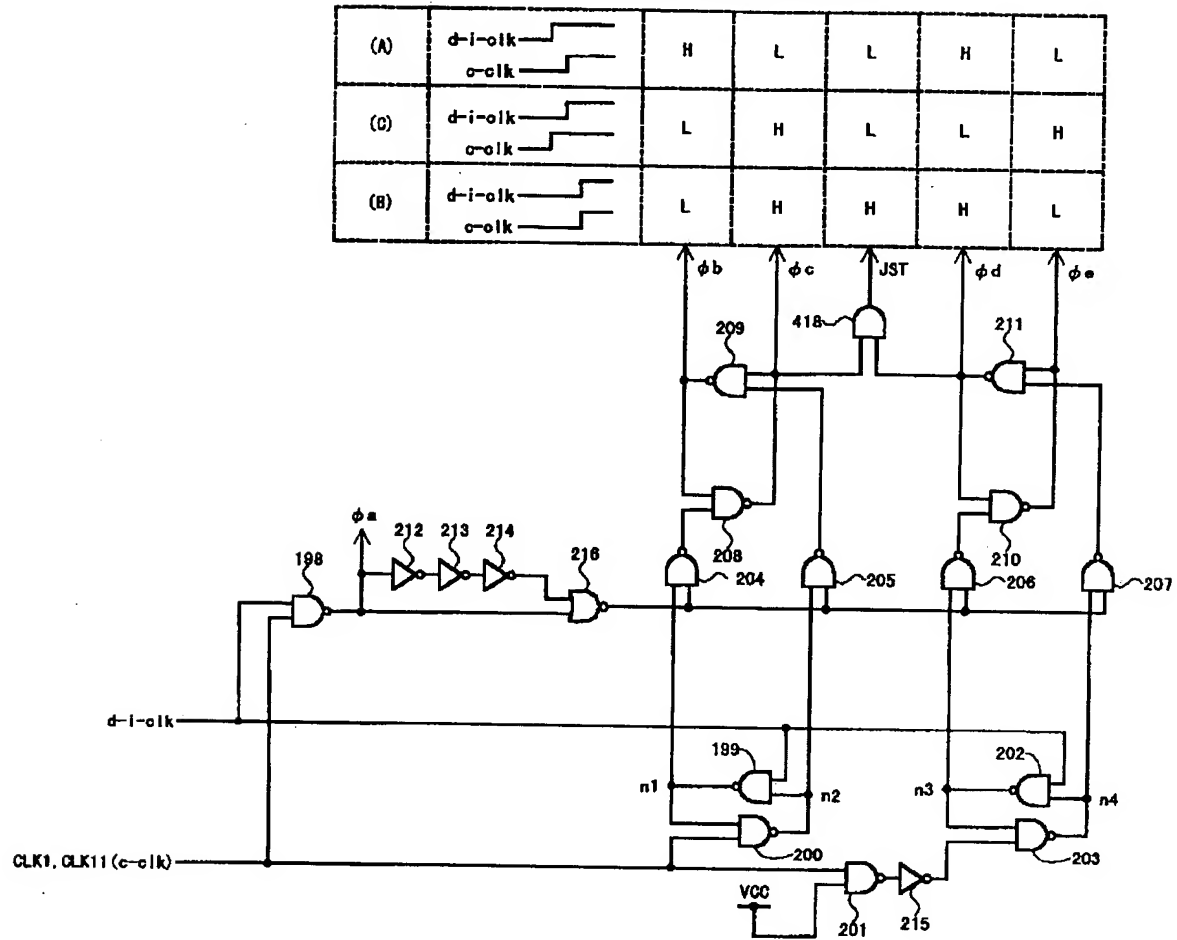 (A) d-i-clk c-clk H L L H L
(C) d-i-clk c-clk L H L L H
(B) d-i-clk c-clk L H H H L
φb φc JST φd φe
418
209 211
φa
212 213 214
198 216
208 210
204 205 206 207
d-i-clk
199 202
n1 n2 n3 n4
CLK1, CLK11(c-clk)
200 203
VCC
201 215